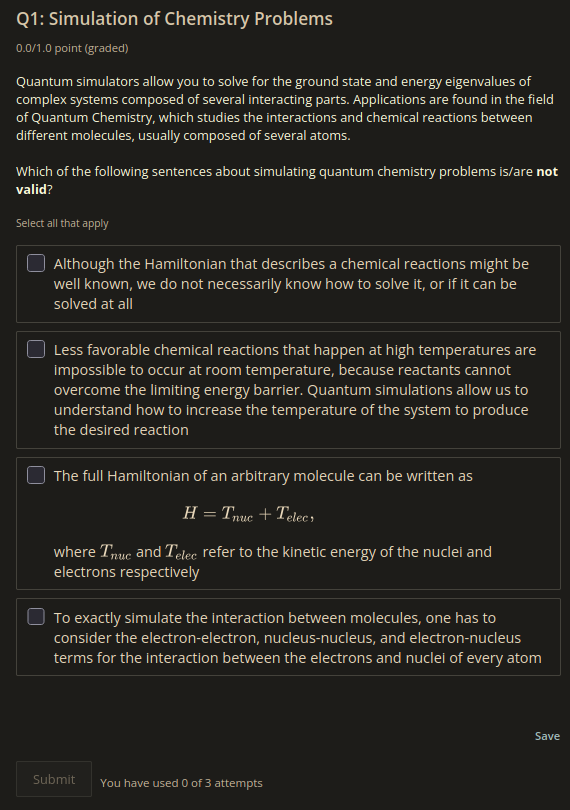 Q1: Simulation of Chemistry Problems
0.0/1.0 point (graded)
Quantum simulators allow you to solve for the ground state and energy eigenvalues of
complex systems composed of several interacting parts. Applications are found in the field
of Quantum Chemistry, which studies the interactions and chemical reactions between
different molecules, usually composed of several atoms.
Which of the following sentences about simulating quantum chemistry problems is/are not
valid?
Select all that apply
Although the Hamiltonian that describes a chemical reactions might be
well known, we do not necessarily know how to solve it, or if it can be
solved at all
Less favorable chemical reactions that happen at high temperatures are
impossible to occur at room temperature, because reactants cannot
overcome the limiting energy barrier. Quantum simulations allow us to
understand how to increase the temperature of the system to produce
the desired reaction
The full Hamiltonian of an arbitrary molecule can be written as
H = T_{nuc} + T_{elec},
where T_{nuc} and T_{elec} refer to the kinetic energy of the nuclei and
electrons respectively
To exactly simulate the interaction between molecules, one has to
consider the electron-electron, nucleus-nucleus, and electron-nucleus
terms for the interaction between the electrons and nuclei of every atom
Save
Submit
You have used 0 of 3 attempts